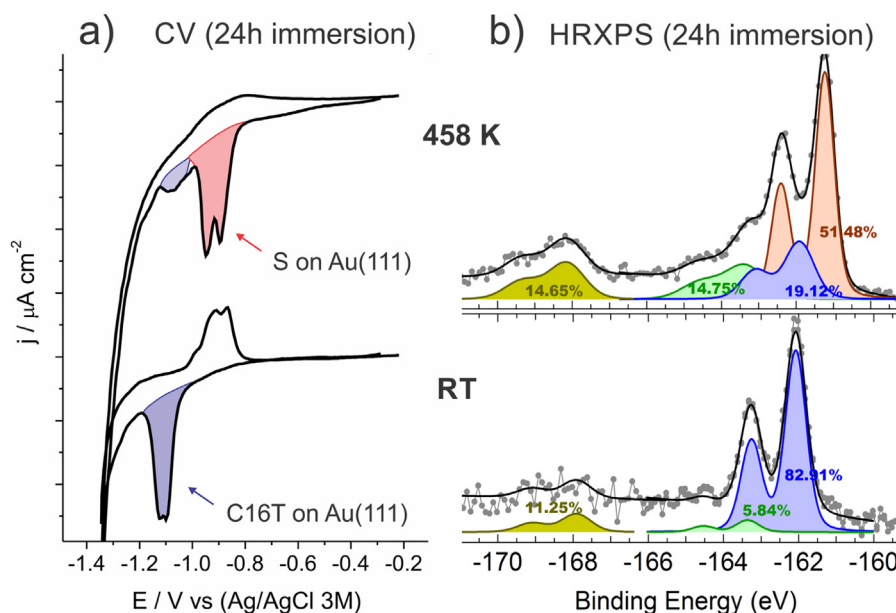 a) CV (24h immersion)
b) HRXPS (24h immersion)
458 K
S on Au(111)
51.48%
14.65%
14.75%
19.12%
j / µA cm⁻²
RT
C16T on Au(111)
82.91%
11.25%
5.84%
-1.4 -1.2 -1.0 -0.8 -0.6 -0.4 -0.2
E / V vs (Ag/AgCl 3M)
-170 -168 -166 -164 -162 -160
Binding Energy (eV)